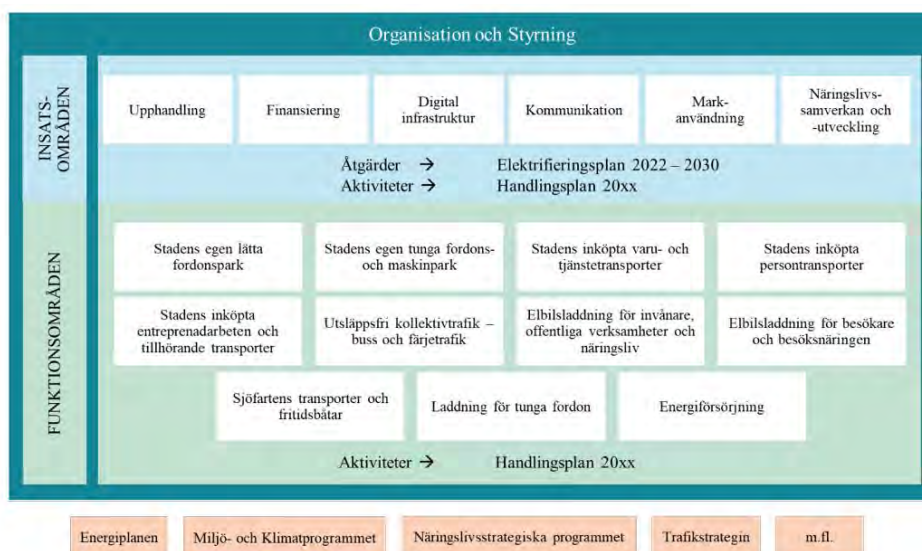 Organisation och Styrning
INSATS-
OMRÅDEN
Upphandling
Finansiering
Digital
infrastruktur
Kommunikation
Mark-
användning
Näringslivs-
samverkan och
-utveckling
Åtgärder → Elektrifieringsplan 2022 – 2030
Aktiviteter → Handlingsplan 20xx
FUNKTIONSOMRÅDEN
Stadens egen lätta
fordonspark
Stadens egen tunga fordons-
och maskinpark
Stadens inköpta varu- och
tjänstetransporter
Stadens inköpta
persontransporter
Stadens inköpta
entreprenadarbeten och
tillhörande transporter
Utsläppsfri kollektivtrafik –
buss och färjetrafik
Elbilsladdning för invånare,
offentliga verksamheter och
näringsliv
Elbilsladdning för besökare
och besöksnäringen
Sjöfartens transporter och
fritidsbåtar
Laddning för tunga fordon
Energiförsörjning
Aktiviteter → Handlingsplan 20xx
Energiplanen
Miljö- och Klimatprogrammet
Näringslivsstrategiska programmet
Trafikstrategin
m.fl.